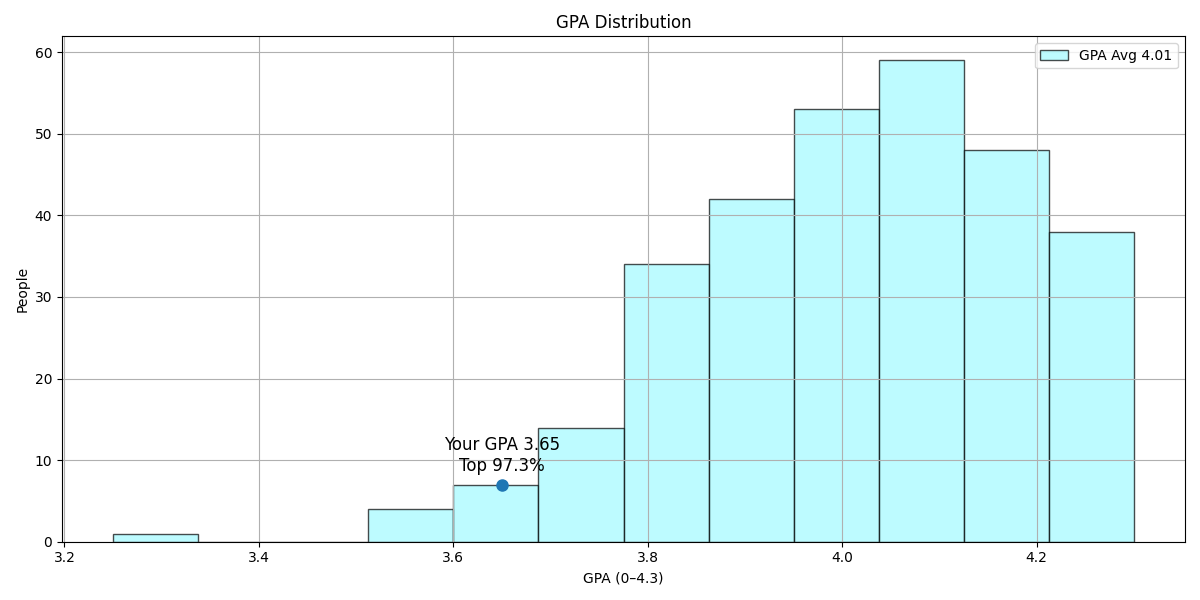 GPA Distribution
GPA Avg 4.01
People
60
50
40
30
20
10
0
Your GPA 3.65
Top 97.3%
3.2 3.4 3.6 3.8 4.0 4.2
GPA (0–4.3)